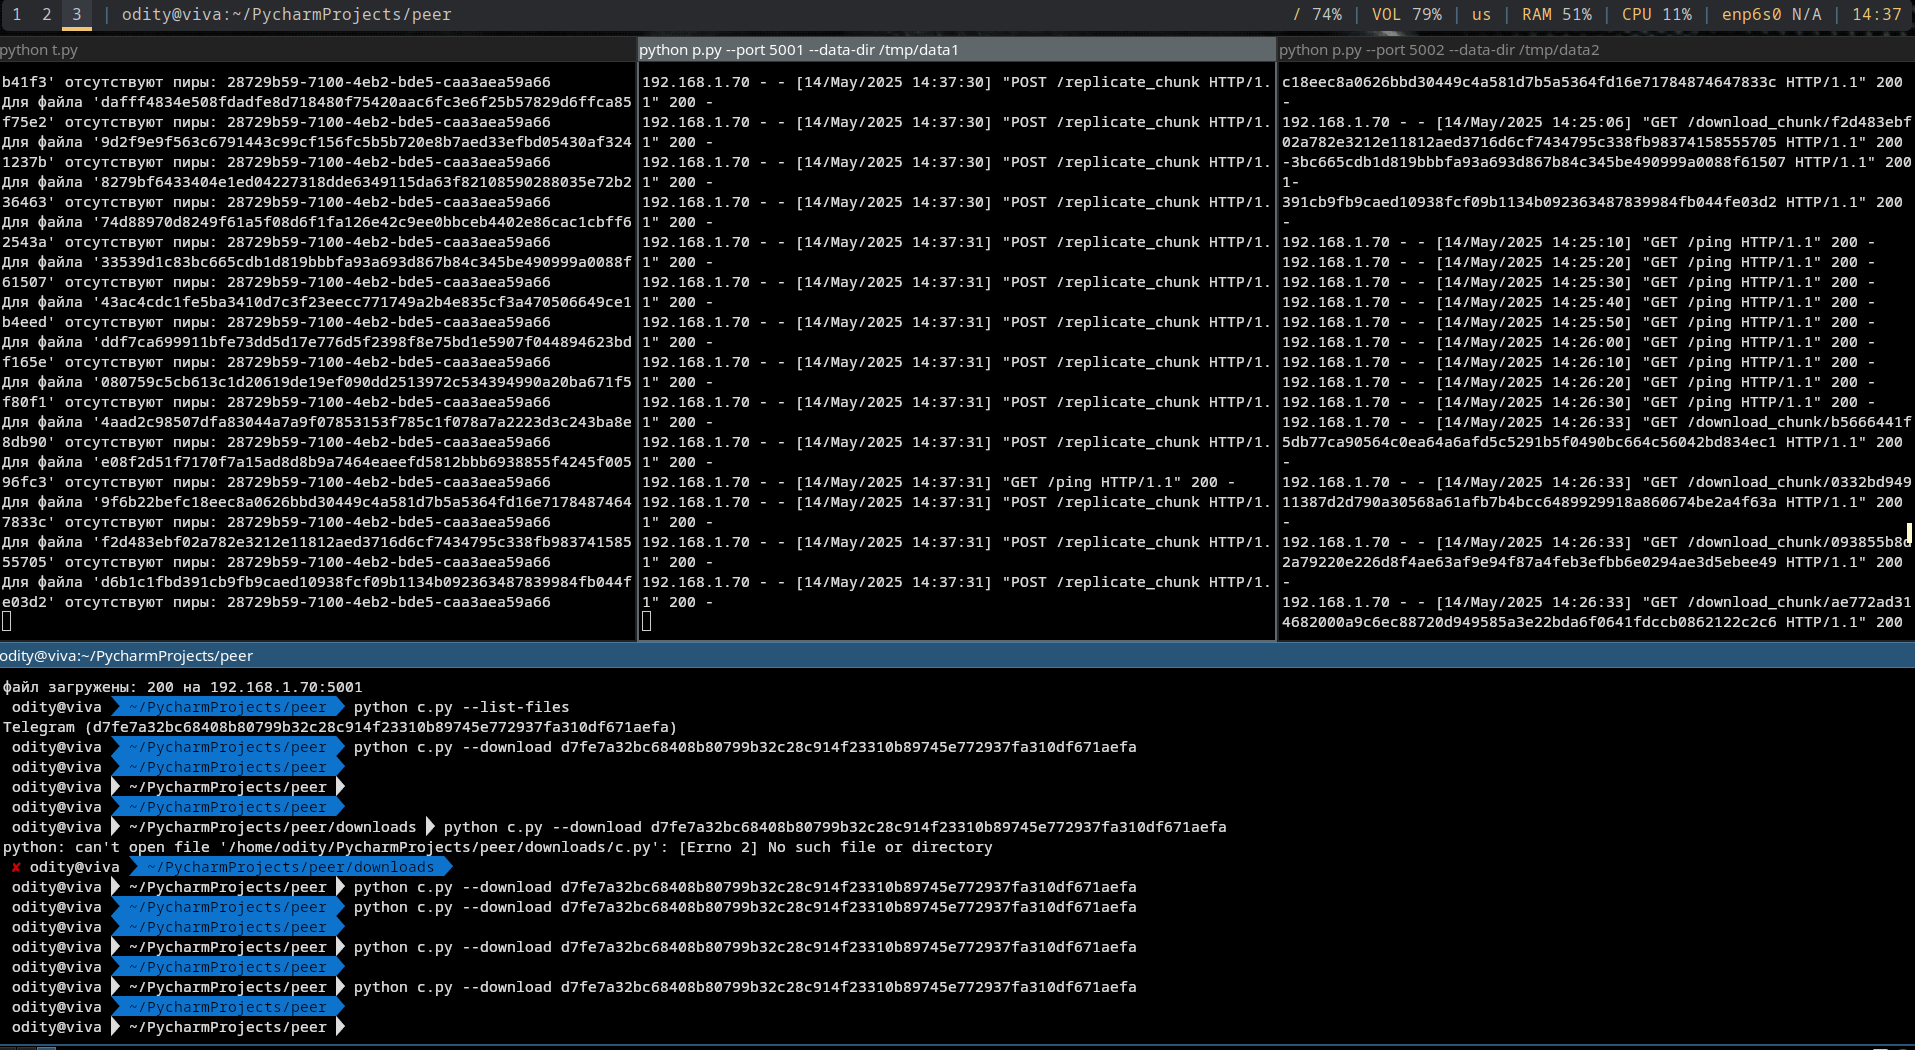 1 2 3 | odity@viva:~/PycharmProjects/peer
/ 74% | VOL 79% | us | RAM 51% | CPU 11% | enp6s0 N/A | 14:37
python t.py
b41f3' отсутствуют пиры: 28729b59-7100-4eb2-bde5-caa3aea59a66
Для файла 'dafff4834e508fdadfe8d718480f75420aac6fc3e6f25b57829d6ffca85
f75e2' отсутствуют пиры: 28729b59-7100-4eb2-bde5-caa3aea59a66
Для файла '9d2f9e9f563c6791443c99cf156fc5b5b720e8b7aed33efbd05430af324
1237b' отсутствуют пиры: 28729b59-7100-4eb2-bde5-caa3aea59a66
Для файла '8279bf6433404e1ed04227318dde6349115da63f82108590288035e72b2
36463' отсутствуют пиры: 28729b59-7100-4eb2-bde5-caa3aea59a66
Для файла '74d88970d8249f61a5f08d6f1fa126e42c9ee0bbceb4402e86cac1cbff6
2543a' отсутствуют пиры: 28729b59-7100-4eb2-bde5-caa3aea59a66
Для файла '33539d1c83bc665cdb1d819bbbfa93a693d867b84c345be490999a0088f
61507' отсутствуют пиры: 28729b59-7100-4eb2-bde5-caa3aea59a66
Для файла '43ac4cdc1fe5ba3410d7c3f23eecc771749a2b4e835cf3a470506649ce1
b4eed' отсутствуют пиры: 28729b59-7100-4eb2-bde5-caa3aea59a66
Для файла 'ddf7ca699911bfe73dd5d17e776d5f2398f8e75bd1e5907f044894623bd
f165e' отсутствуют пиры: 28729b59-7100-4eb2-bde5-caa3aea59a66
Для файла '080759c5cb613c1d20619de19ef090dd2513972c534394990a20ba671f5
f80f1' отсутствуют пиры: 28729b59-7100-4eb2-bde5-caa3aea59a66
Для файла '4aad2c98507dfa83044a7a9f07853153f785c1f078a7a2223d3c243ba8e
8db90' отсутствуют пиры: 28729b59-7100-4eb2-bde5-caa3aea59a66
Для файла 'e08f2d51f7170f7a15ad8d8b9a7464eaeefd5812bbb6938855f4245f005
96fc3' отсутствуют пиры: 28729b59-7100-4eb2-bde5-caa3aea59a66
Для файла '9f6b22befc18eec8a0626bbd30449c4a581d7b5a5364fd16e7178487464
7833c' отсутствуют пиры: 28729b59-7100-4eb2-bde5-caa3aea59a66
Для файла 'f2d483ebf02a782e3212e11812aed3716d6cf7434795c338fb983741585
55705' отсутствуют пиры: 28729b59-7100-4eb2-bde5-caa3aea59a66
Для файла 'd6b1c1fbd391cb9fb9caed10938fcf09b1134b092363487839984fb044f
e03d2' отсутствуют пиры: 28729b59-7100-4eb2-bde5-caa3aea59a66
python p.py --port 5001 --data-dir /tmp/data1
192.168.1.70 - - [14/May/2025 14:37:30] "POST /replicate_chunk HTTP/1.
1" 200 -
192.168.1.70 - - [14/May/2025 14:37:30] "POST /replicate_chunk HTTP/1.
1" 200 -
192.168.1.70 - - [14/May/2025 14:37:30] "POST /replicate_chunk HTTP/1.
1" 200 -
192.168.1.70 - - [14/May/2025 14:37:30] "POST /replicate_chunk HTTP/1.
1" 200 -
192.168.1.70 - - [14/May/2025 14:37:31] "POST /replicate_chunk HTTP/1.
1" 200 -
192.168.1.70 - - [14/May/2025 14:37:31] "POST /replicate_chunk HTTP/1.
1" 200 -
192.168.1.70 - - [14/May/2025 14:37:31] "POST /replicate_chunk HTTP/1.
1" 200 -
192.168.1.70 - - [14/May/2025 14:37:31] "POST /replicate_chunk HTTP/1.
1" 200 -
192.168.1.70 - - [14/May/2025 14:37:31] "POST /replicate_chunk HTTP/1.
1" 200 -
192.168.1.70 - - [14/May/2025 14:37:31] "POST /replicate_chunk HTTP/1.
1" 200 -
192.168.1.70 - - [14/May/2025 14:37:31] "GET /ping HTTP/1.1" 200 -
192.168.1.70 - - [14/May/2025 14:37:31] "POST /replicate_chunk HTTP/1.
1" 200 -
192.168.1.70 - - [14/May/2025 14:37:31] "POST /replicate_chunk HTTP/1.
1" 200 -
192.168.1.70 - - [14/May/2025 14:37:31] "POST /replicate_chunk HTTP/1.
1" 200 -
python p.py --port 5002 --data-dir /tmp/data2
c18eec8a0626bbd30449c4a581d7b5a5364fd16e71784874647833c HTTP/1.1" 200
-
192.168.1.70 - - [14/May/2025 14:25:06] "GET /download_chunk/f2d483ebf
02a782e3212e11812aed3716d6cf7434795c338fb98374158555705 HTTP/1.1" 200
-3bc665cdb1d819bbbfa93a693d867b84c345be490999a0088f61507 HTTP/1.1" 200
1-
391cb9fb9caed10938fcf09b1134b092363487839984fb044fe03d2 HTTP/1.1" 200
-
192.168.1.70 - - [14/May/2025 14:25:10] "GET /ping HTTP/1.1" 200 -
192.168.1.70 - - [14/May/2025 14:25:20] "GET /ping HTTP/1.1" 200 -
192.168.1.70 - - [14/May/2025 14:25:30] "GET /ping HTTP/1.1" 200 -
192.168.1.70 - - [14/May/2025 14:25:40] "GET /ping HTTP/1.1" 200 -
192.168.1.70 - - [14/May/2025 14:25:50] "GET /ping HTTP/1.1" 200 -
192.168.1.70 - - [14/May/2025 14:26:00] "GET /ping HTTP/1.1" 200 -
192.168.1.70 - - [14/May/2025 14:26:10] "GET /ping HTTP/1.1" 200 -
192.168.1.70 - - [14/May/2025 14:26:20] "GET /ping HTTP/1.1" 200 -
192.168.1.70 - - [14/May/2025 14:26:30] "GET /ping HTTP/1.1" 200 -
192.168.1.70 - - [14/May/2025 14:26:33] "GET /download_chunk/b5666441f
5db77ca90564c0ea64a6afd5c5291b5f0490bc664c56042bd834ec1 HTTP/1.1" 200
-
192.168.1.70 - - [14/May/2025 14:26:33] "GET /download_chunk/0332bd949
11387d2d790a30568a61afb7b4bcc6489929918a860674be2a4f63a HTTP/1.1" 200
-
192.168.1.70 - - [14/May/2025 14:26:33] "GET /download_chunk/093855b8d
2a79220e226d8f4ae63af9e94f87a4feb3efbb6e0294ae3d5ebee49 HTTP/1.1" 200
-
192.168.1.70 - - [14/May/2025 14:26:33] "GET /download_chunk/ae772ad31
4682000a9c6ec88720d949585a3e22bda6f0641fdccb0862122c2c6 HTTP/1.1" 200
odity@viva:~/PycharmProjects/peer
файл загружены: 200 на 192.168.1.70:5001
odity@viva ~/PycharmProjects/peer python c.py --list-files
Telegram (d7fe7a32bc68408b80799b32c28c914f23310b89745e772937fa310df671aefa)
odity@viva ~/PycharmProjects/peer python c.py --download d7fe7a32bc68408b80799b32c28c914f23310b89745e772937fa310df671aefa
odity@viva ~/PycharmProjects/peer
odity@viva ~/PycharmProjects/peer
odity@viva ~/PycharmProjects/peer
odity@viva ~/PycharmProjects/peer/downloads python c.py --download d7fe7a32bc68408b80799b32c28c914f23310b89745e772937fa310df671aefa
python: can't open file '/home/odity/PycharmProjects/peer/downloads/c.py': [Errno 2] No such file or directory
✘ odity@viva ~/PycharmProjects/peer/downloads
odity@viva ~/PycharmProjects/peer python c.py --download d7fe7a32bc68408b80799b32c28c914f23310b89745e772937fa310df671aefa
odity@viva ~/PycharmProjects/peer python c.py --download d7fe7a32bc68408b80799b32c28c914f23310b89745e772937fa310df671aefa
odity@viva ~/PycharmProjects/peer
odity@viva ~/PycharmProjects/peer python c.py --download d7fe7a32bc68408b80799b32c28c914f23310b89745e772937fa310df671aefa
odity@viva ~/PycharmProjects/peer
odity@viva ~/PycharmProjects/peer python c.py --download d7fe7a32bc68408b80799b32c28c914f23310b89745e772937fa310df671aefa
odity@viva ~/PycharmProjects/peer
odity@viva ~/PycharmProjects/peer